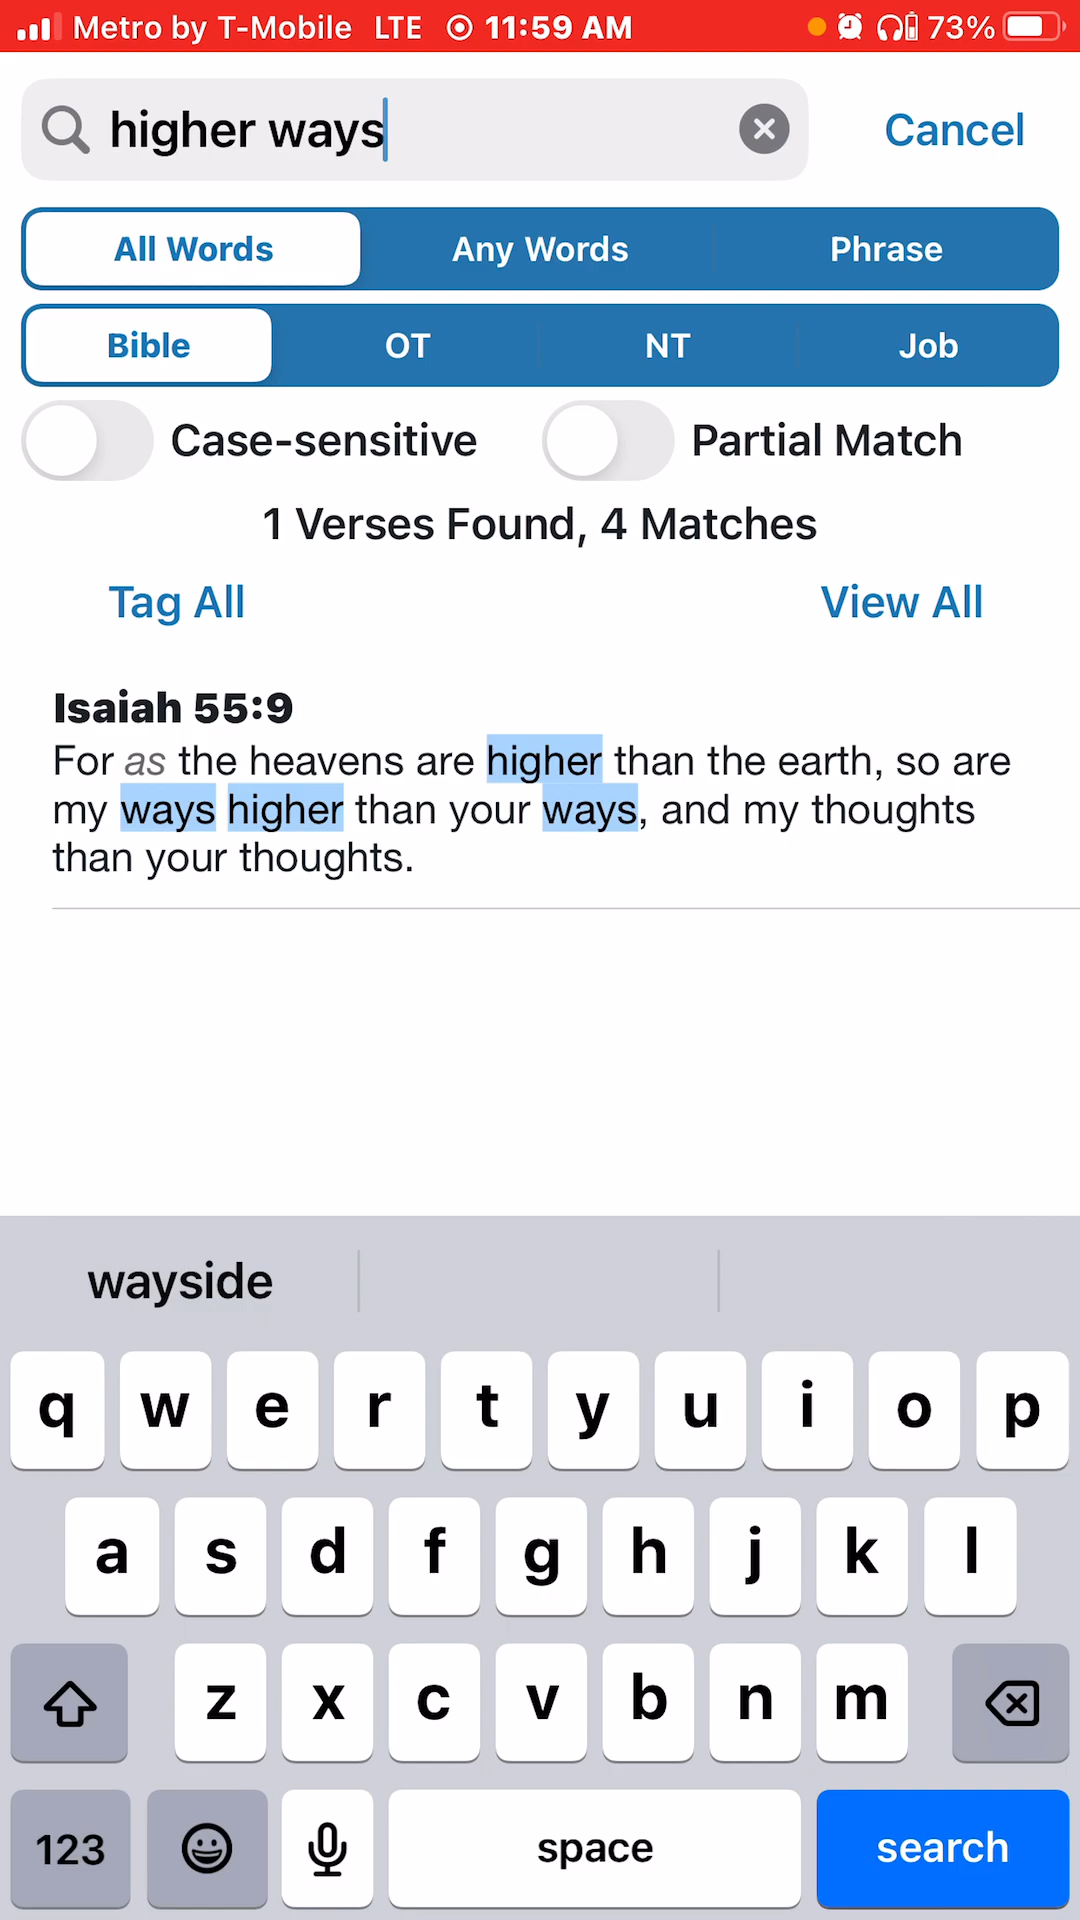 Metro by T-Mobile LTE 11:59 AM 73%
higher ways Cancel
All Words Any Words Phrase
Bible OT NT Job
Case-sensitive Partial Match
1 Verses Found, 4 Matches
Tag All View All
Isaiah 55:9
For as the heavens are higher than the earth, so are
my ways higher than your ways, and my thoughts
than your thoughts.
wayside
q w e r t y u i o p
a s d f g h j k l
z x c v b n m
123 space search